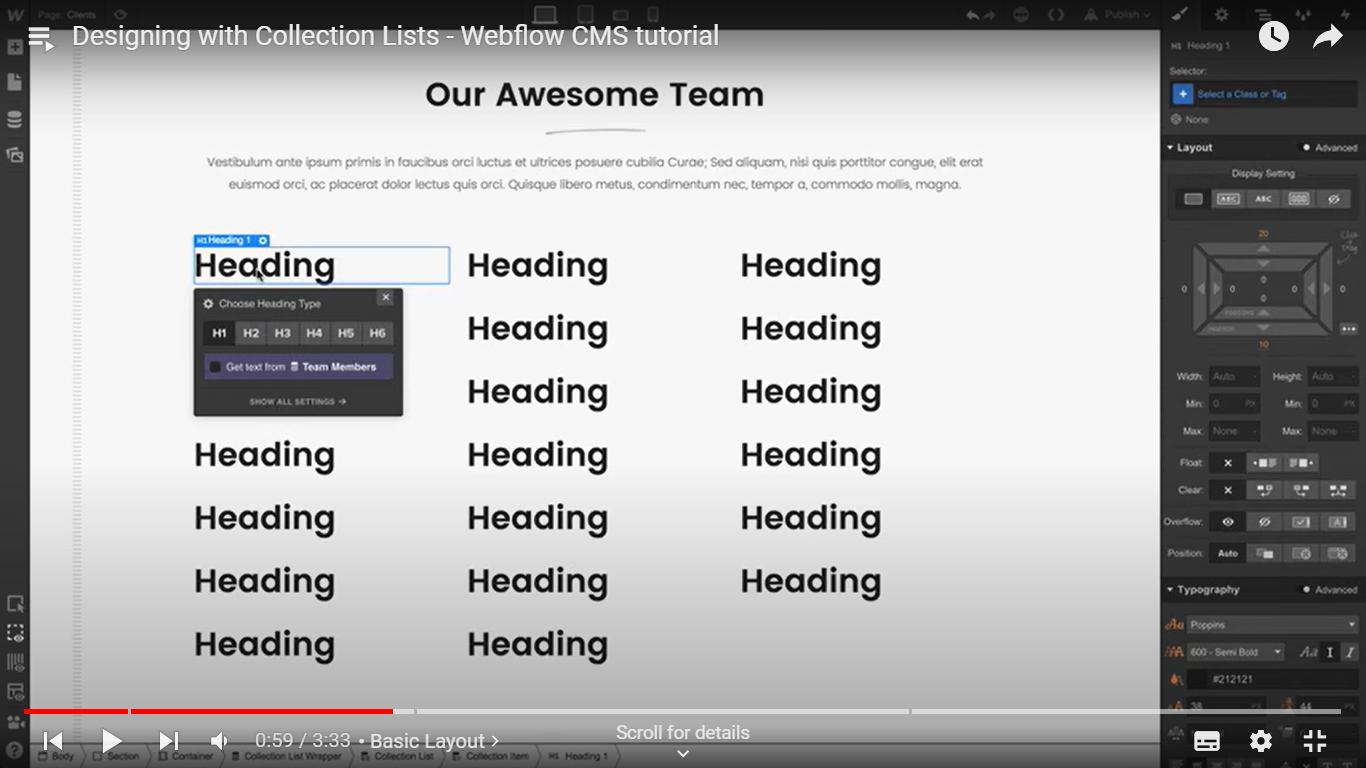 Page: Clients
Publish
Designing with Collection Lists - Webflow CMS tutorial
H1 Heading 1
Selector:
+ Select a Class or Tag
None
Our Awesome Team
Vestibulum ante ipsum primis in faucibus orci luctus et ultrices posuere cubilia Curae; Sed aliquam, nisi quis porttitor congue, elit erat
euismod orci, ac placerat dolor lectus quis orci. Quisque libero metus, condimentum nec, tempor a, commodo mollis, magna.
H1 Heading 1
Heading Heading Heading
Choose Heading Type
H1 H2 H3 H4 H5 H6
Get text from Team Members
SHOW ALL SETTINGS
Heading Heading
Heading Heading
Heading Heading Heading
Heading Heading Heading
Heading Heading Heading
Heading Heading
Layout Advanced
Display Setting
ABC ABC
20
Click
0 0 0 0
0
0
PADDING
MARGIN
10
Width: Auto - Height: Auto -
Min: 0 PX Min: 0 PX
Max: None - Max: None -
Float:
Clear:
Overflow:
Position: Auto
Typography Advanced
Poppins
600 - Semi Bold
#212121
38 PX 44
0:59 / 3:33 • Basic Layout
Scroll for details
Body Section Container Collection List Wrapper Collection List Collection Item H1 Heading 1